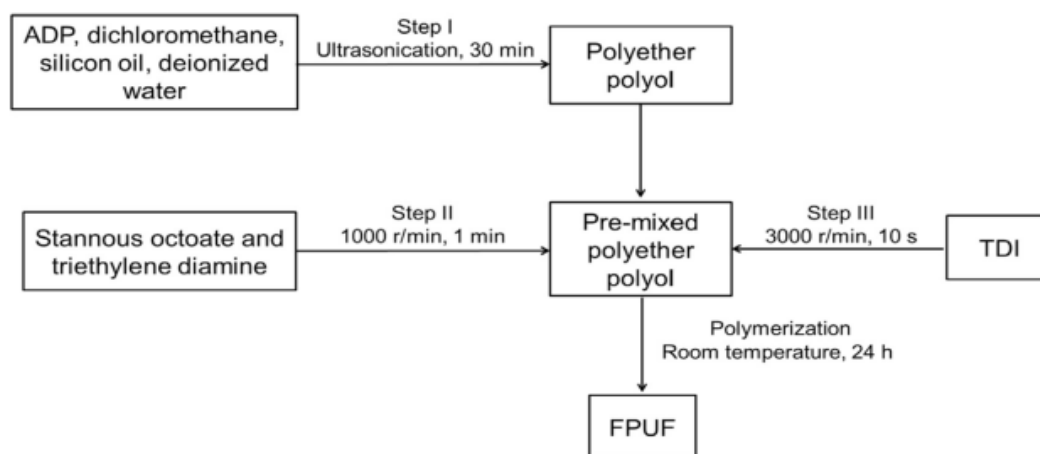 ADP, dichloromethane,
silicon oil, deionized
water
Step I
Ultrasonication, 30 min
Polyether
polyol
Stannous octoate and
triethylene diamine
Step II
1000 r/min, 1 min
Pre-mixed
polyether
polyol
Step III
3000 r/min, 10 s
TDI
Polymerization
Room temperature, 24 h
FPUF